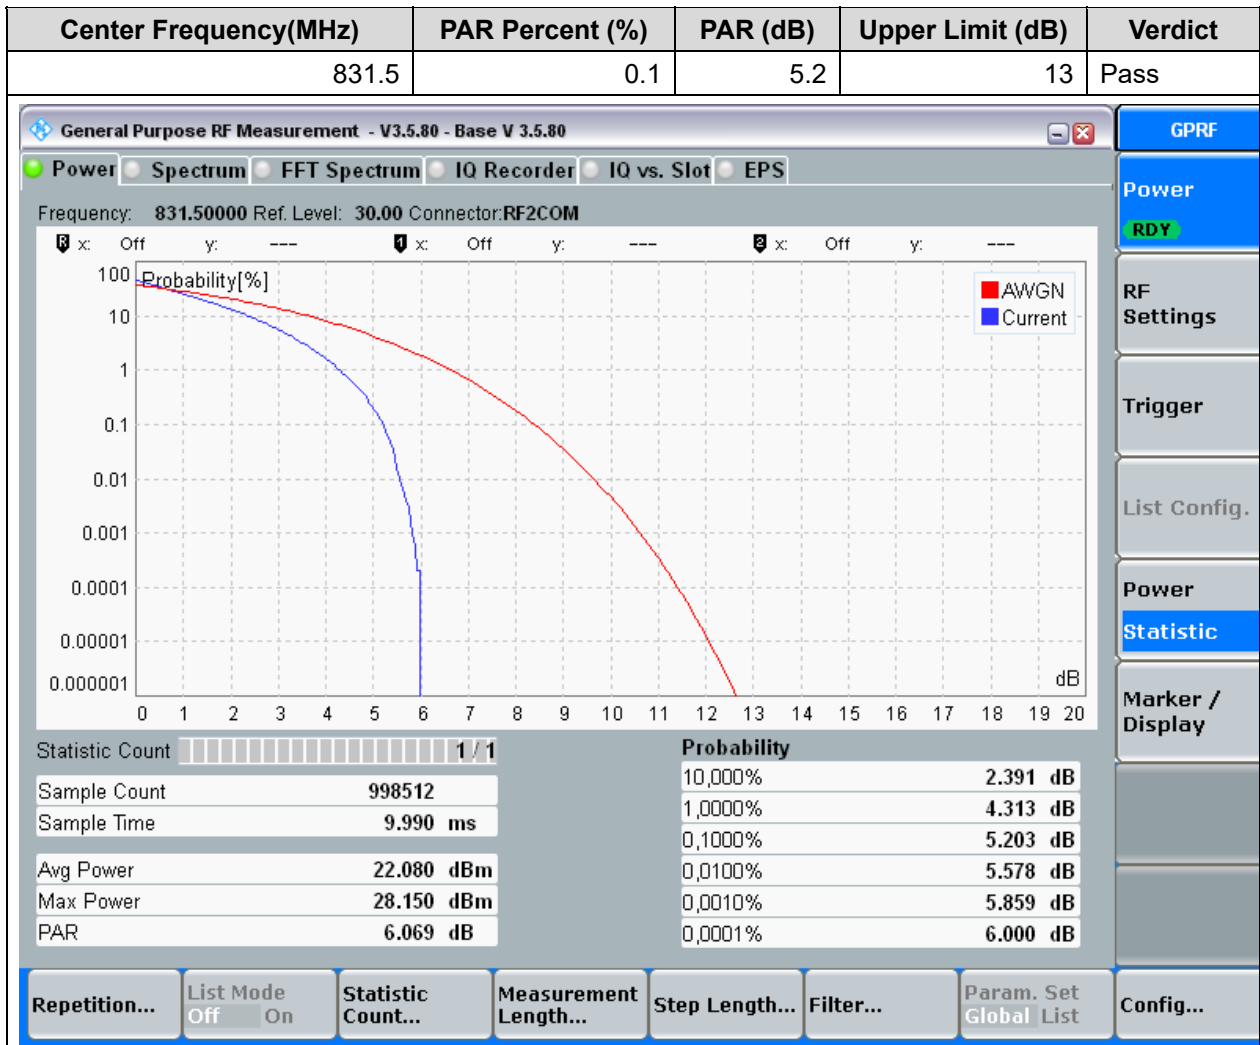 Center Frequency(MHz) PAR Percent (%) PAR (dB) Upper Limit (dB) Verdict
831.5 0.1 5.2 13 Pass
General Purpose RF Measurement - V3.5.80 - Base V 3.5.80
GPRF
Power Spectrum FFT Spectrum IQ Recorder IQ vs. Slot EPS
Power
RDY
Frequency: 831.50000 Ref. Level: 30.00 Connector:RF2COM
R x: Off y: --- 1 x: Off y: --- 2 x: Off y: ---
Probability[%]
AWGN
Current
100
10
1
0.1
0.01
0.001
0.0001
0.00001
0.000001
dB
0 1 2 3 4 5 6 7 8 9 10 11 12 13 14 15 16 17 18 19 20
RF
Settings
Trigger
List Config.
Power
Statistic
Marker /
Display
Statistic Count 1 / 1
Sample Count 998512
Sample Time 9.990 ms
Avg Power 22.080 dBm
Max Power 28.150 dBm
PAR 6.069 dB
Probability
10,000% 2.391 dB
1,0000% 4.313 dB
0,1000% 5.203 dB
0,0100% 5.578 dB
0,0010% 5.859 dB
0,0001% 6.000 dB
Repetition...
List Mode
Off On
Statistic
Count...
Measurement
Length...
Step Length...
Filter...
Param. Set
Global List
Config...